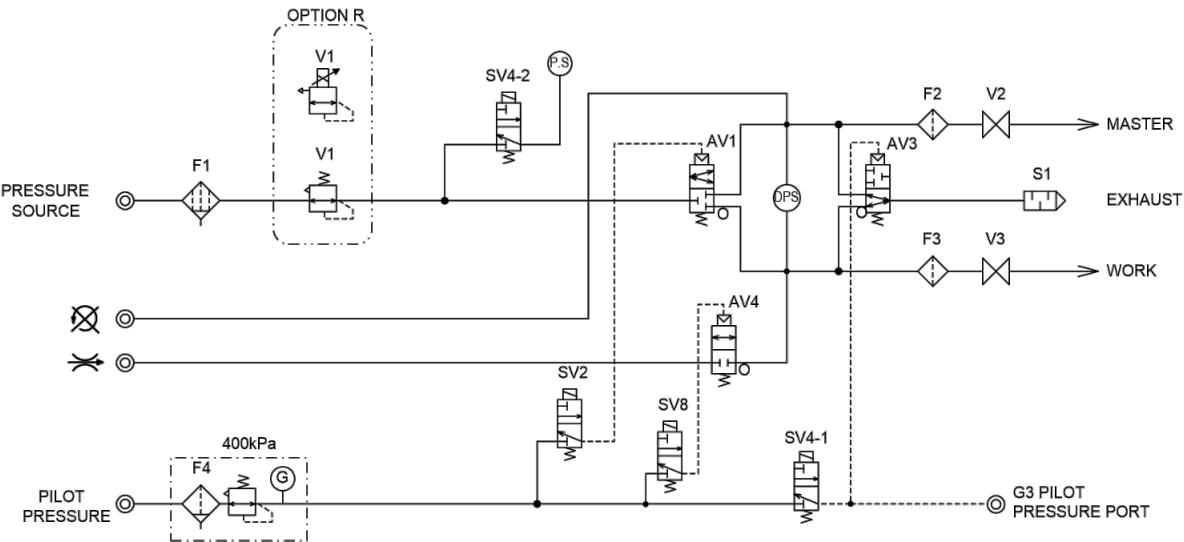 OPTION R
V1
SV4-2
P.S
F2
V2
MASTER
AV1
AV3
V1
F1
S1
PRESSURE
SOURCE
DPS
EXHAUST
F3
V3
WORK
AV4
SV2
SV8
SV4-1
400kPa
F4
G
PILOT
PRESSURE
G3 PILOT
PRESSURE PORT